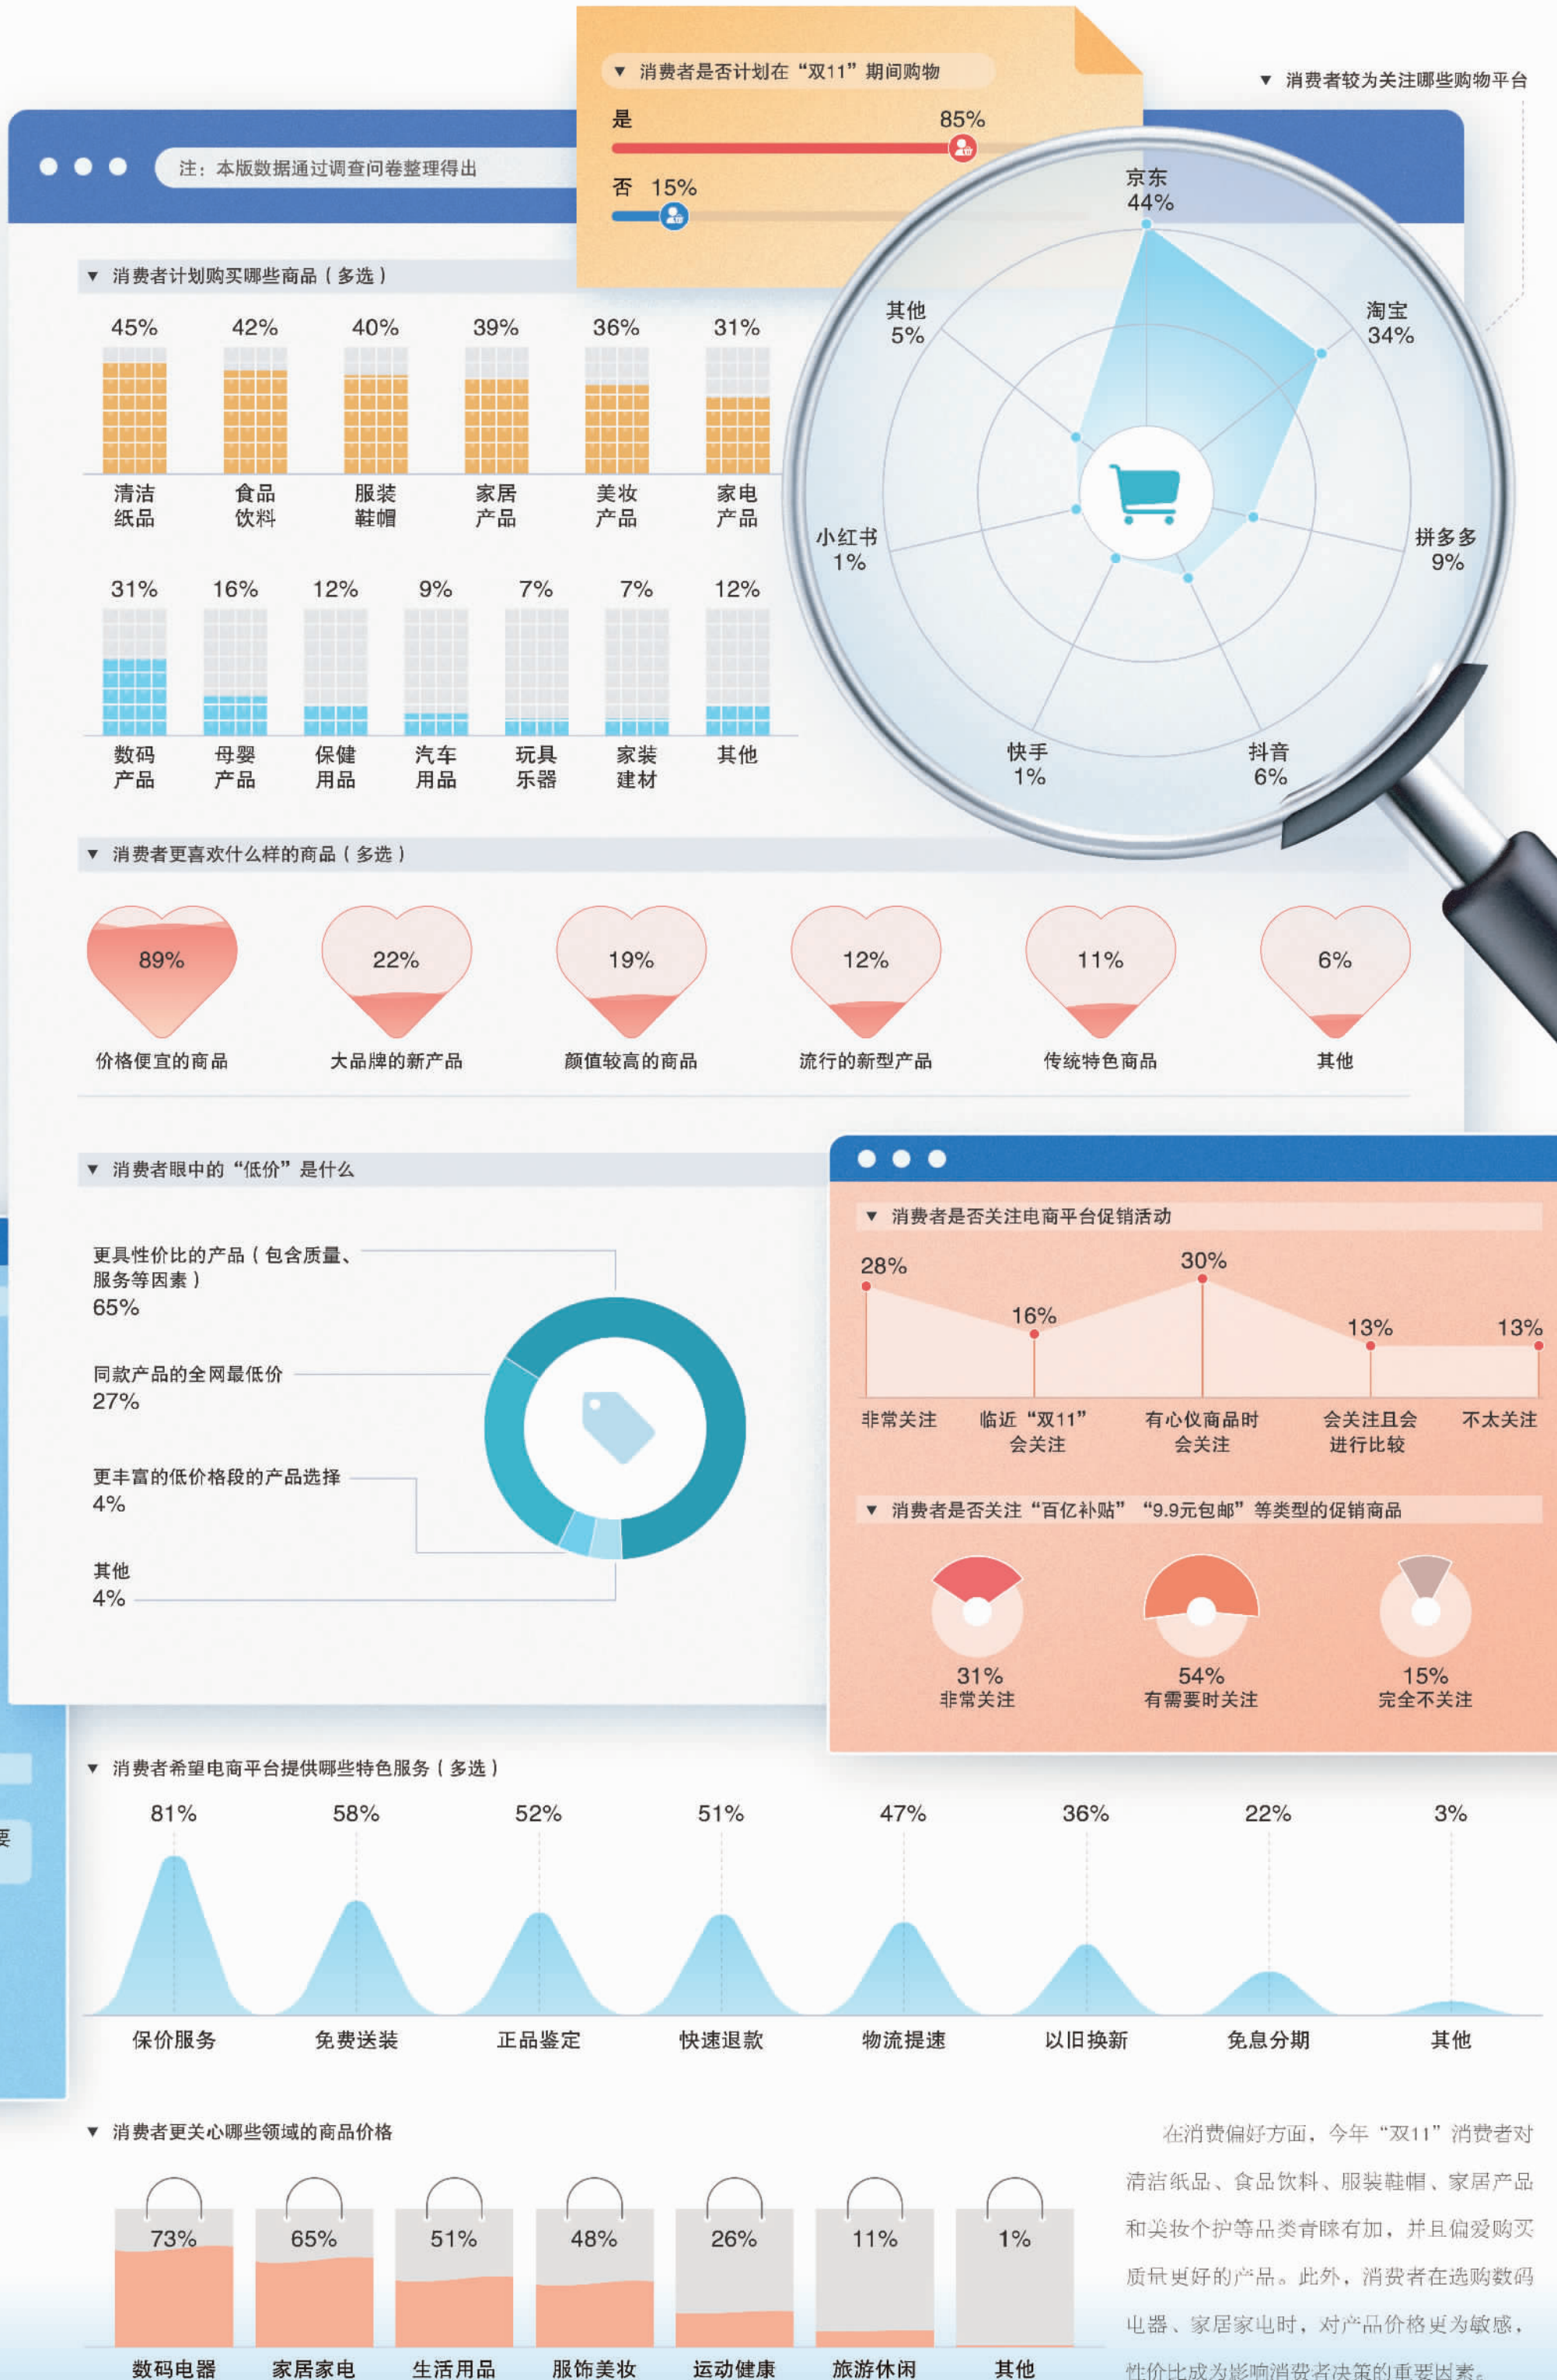 ▼ 消费者是否计划在“双11”期间购物
是
85%
否 15%
▼ 消费者较为关注哪些购物平台
注：本版数据通过调查问卷整理得出
京东
44%
淘宝
34%
拼多多
9%
抖音
6%
快手
1%
小红书
1%
其他
5%
▼ 消费者计划购买哪些商品（多选）
45% 42% 40% 39% 36% 31%
清洁 食品 服装 家居 美妆 家电
纸品 饮料 鞋帽 产品 产品 产品
31% 16% 12% 9% 7% 7% 12%
数码 母婴 保健 汽车 玩具 家装 其他
产品 产品 用品 用品 乐器 建材
▼ 消费者更喜欢什么样的商品（多选）
89% 22% 19% 12% 11% 6%
价格便宜的商品 大品牌的新产品 颜值较高的商品 流行的新型产品 传统特色商品 其他
▼ 消费者眼中的“低价”是什么
更具性价比的产品（包含质量、
服务等因素）
65%
同款产品的全网最低价
27%
更丰富的低价格段的产品选择
4%
其他
4%
▼ 消费者是否关注电商平台促销活动
28% 16% 30% 13% 13%
非常关注 临近“双11” 有心仪商品时 会关注且会 不太关注
会关注 会关注 进行比较
▼ 消费者是否关注“百亿补贴”“9.9元包邮”等类型的促销商品
31% 54% 15%
非常关注 有需要时关注 完全不关注
要
▼ 消费者希望电商平台提供哪些特色服务（多选）
81% 58% 52% 51% 47% 36% 22% 3%
保价服务 免费送装 正品鉴定 快速退款 物流提速 以旧换新 免息分期 其他
▼ 消费者更关心哪些领域的商品价格
73% 65% 51% 48% 26% 11% 1%
数码电器 家居家电 生活用品 服饰美妆 运动健康 旅游休闲 其他
在消费偏好方面，今年“双11”消费者对
清洁纸品、食品饮料、服装鞋帽、家居产品
和美妆个护等品类青睐有加，并且偏爱购买
质量更好的产品。此外，消费者在选购数码
电器、家居家电时，对产品价格更为敏感，
性价比成为影响消费者决策的重要因素。